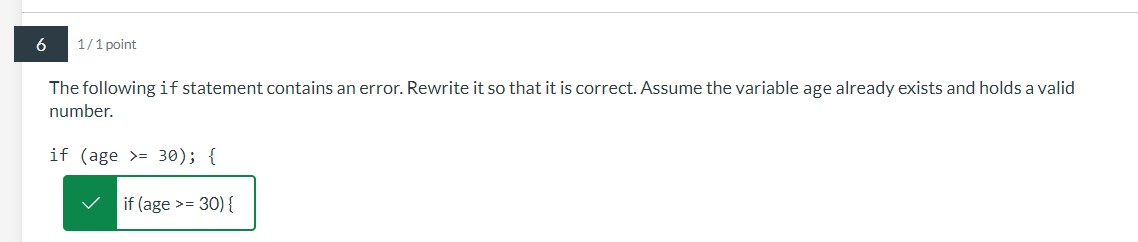 6 1/1 point
The following if statement contains an error. Rewrite it so that it is correct. Assume the variable age already exists and holds a valid
number.
if (age >= 30); {
if (age >= 30) {